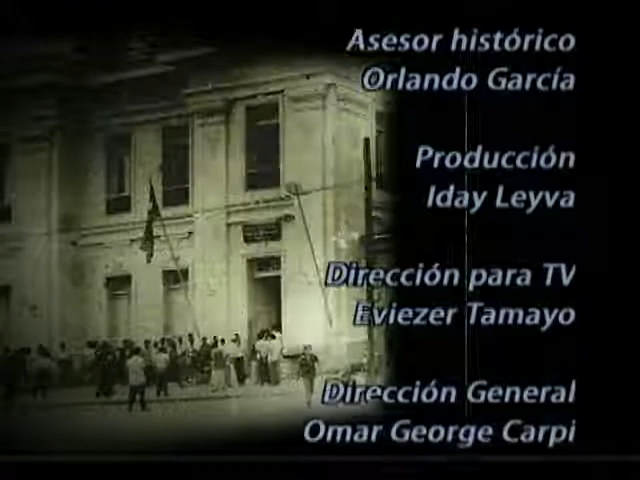 Asesor histórico
Orlando García
Producción
Iday Leyva
Dirección para TV
Eviezer Tamayo
Dirección General
Omar George Carpi